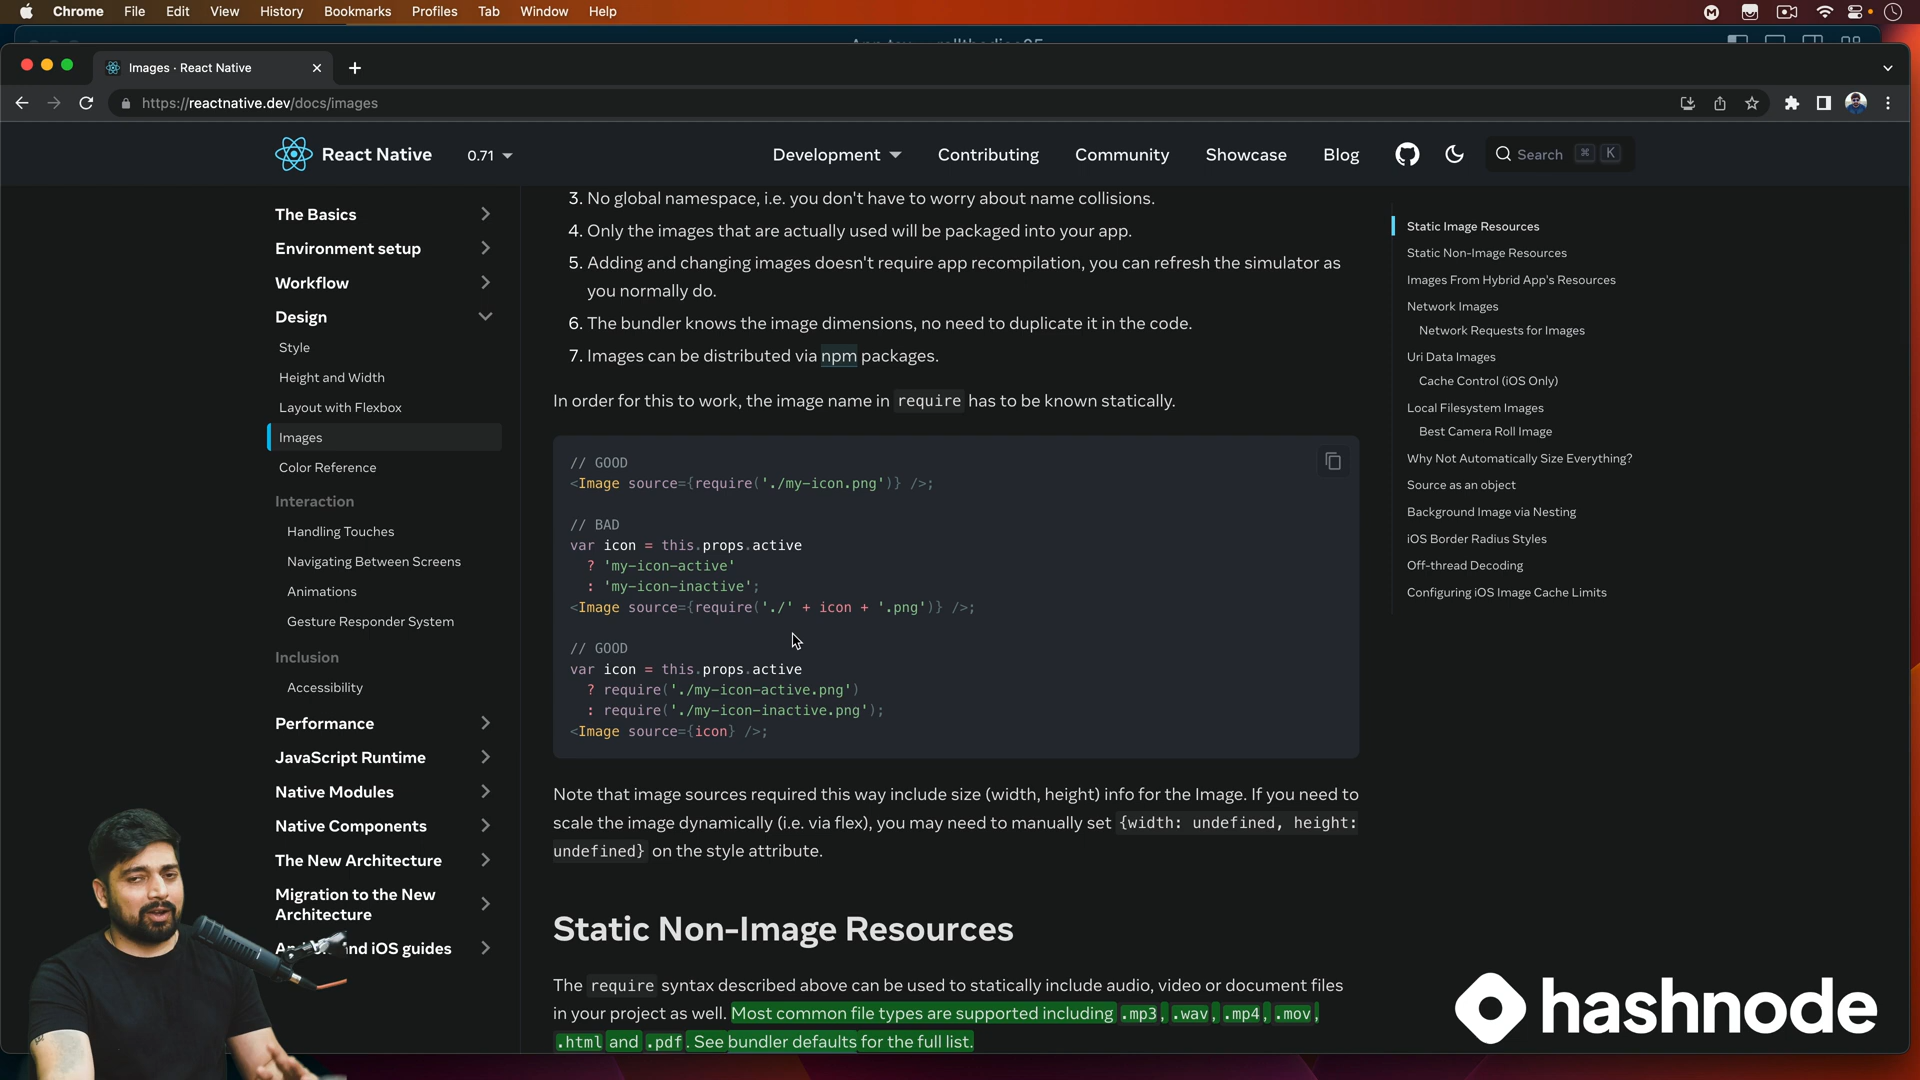 Chrome File Edit View History Bookmarks Profiles Tab Window Help
Images · React Native
https://reactnative.dev/docs/images
React Native 0.71 Development Contributing Community Showcase Blog Search ⌘ K
The Basics
Environment setup
Workflow
Design
Style
Height and Width
Layout with Flexbox
Images
Color Reference
Interaction
Handling Touches
Navigating Between Screens
Animations
Gesture Responder System
Inclusion
Accessibility
Performance
JavaScript Runtime
Native Modules
Native Components
The New Architecture
Migration to the New
Architecture
and iOS guides
3. No global namespace, i.e. you don't have to worry about name collisions.
4. Only the images that are actually used will be packaged into your app.
5. Adding and changing images doesn't require app recompilation, you can refresh the simulator as
you normally do.
6. The bundler knows the image dimensions, no need to duplicate it in the code.
7. Images can be distributed via npm packages.
In order for this to work, the image name in require has to be known statically.
// GOOD
<Image source={require('./my-icon.png')} />;
// BAD
var icon = this.props.active
? 'my-icon-active'
: 'my-icon-inactive';
<Image source={require('./' + icon + '.png')} />;
// GOOD
var icon = this.props.active
? require('./my-icon-active.png')
: require('./my-icon-inactive.png');
<Image source={icon} />;
Note that image sources required this way include size (width, height) info for the Image. If you need to
scale the image dynamically (i.e. via flex), you may need to manually set {width: undefined, height:
undefined} on the style attribute.
Static Non-Image Resources
The require syntax described above can be used to statically include audio, video or document files
in your project as well. Most common file types are supported including .mp3, .wav, .mp4, .mov,
.html and .pdf. See bundler defaults for the full list.
Static Image Resources
Static Non-Image Resources
Images From Hybrid App's Resources
Network Images
Network Requests for Images
Uri Data Images
Cache Control (iOS Only)
Local Filesystem Images
Best Camera Roll Image
Why Not Automatically Size Everything?
Source as an object
Background Image via Nesting
iOS Border Radius Styles
Off-thread Decoding
Configuring iOS Image Cache Limits
hashnode